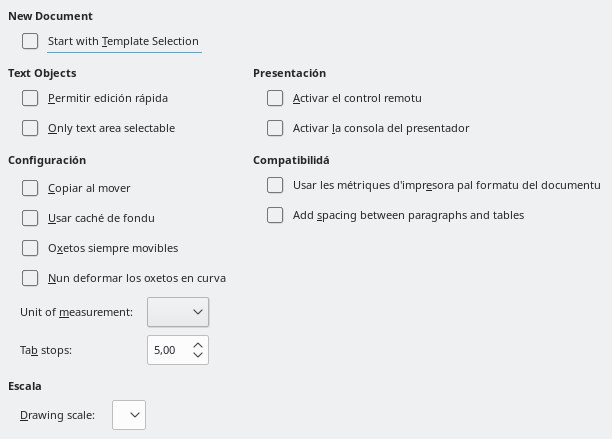 New Document
Start with Template Selection
Text Objects
Permitir edición rápida
Only text area selectable
Presentación
Activar el control remotu
Activar la consola del presentador
Configuración
Copiar al mover
Usar caché de fondu
Oxetos siempre movibles
Nun deformar los oxetos en curva
Unit of measurement:
Tab stops: 5,00
Compatibilidá
Usar les métriques d'impresora pal formatu del documentu
Add spacing between paragraphs and tables
Escala
Drawing scale: